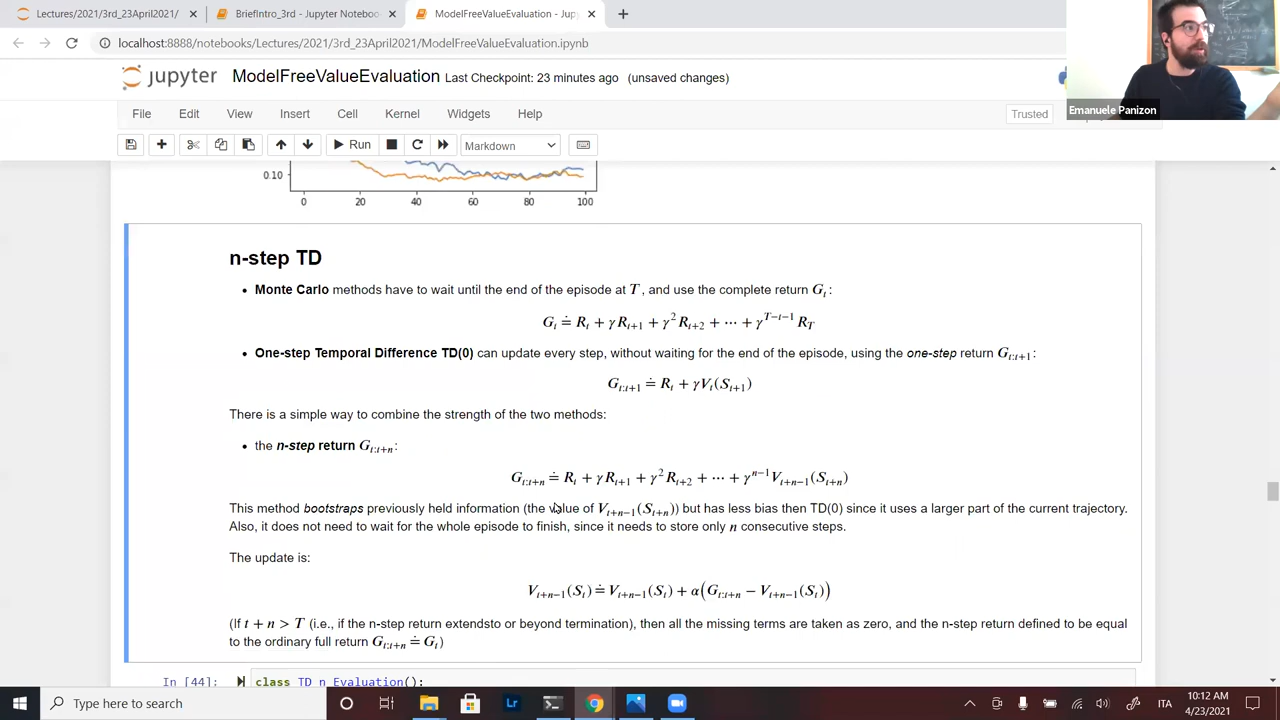 Lectures/2021/3rd_23April2021/
BriefIntro_3rd - Jupyter Noteboo
ModelFreeValueEvaluation - Jup
localhost:8888/notebooks/Lectures/2021/3rd_23April2021/ModelFreeValueEvaluation.ipynb
jupyter ModelFreeValueEvaluation Last Checkpoint: 23 minutes ago (unsaved changes)
Emanuele Panizon
File Edit View Insert Cell Kernel Widgets Help
Trusted
Run
Markdown
0.10
0 20 40 60 80 100
n-step TD
• Monte Carlo methods have to wait until the end of the episode at T, and use the complete return G_t:
G_t ≐ R_t + γR_{t+1} + γ^2 R_{t+2} + ⋯ + γ^{T−t−1} R_T
• One-step Temporal Difference TD(0) can update every step, without waiting for the end of the episode, using the one-step return G_{t:t+1}:
G_{t:t+1} ≐ R_t + γV_t(S_{t+1})
There is a simple way to combine the strength of the two methods:
• the n-step return G_{t:t+n}:
G_{t:t+n} ≐ R_t + γR_{t+1} + γ^2 R_{t+2} + ⋯ + γ^{n−1} V_{t+n−1}(S_{t+n})
This method bootstraps previously held information (the value of V_{t+n−1}(S_{t+n})) but has less bias then TD(0) since it uses a larger part of the current trajectory.
Also, it does not need to wait for the whole episode to finish, since it needs to store only n consecutive steps.
The update is:
V_{t+n−1}(S_t) ≐ V_{t+n−1}(S_t) + α(G_{t:t+n} − V_{t+n−1}(S_t))
(If t + n > T (i.e., if the n-step return extendsto or beyond termination), then all the missing terms are taken as zero, and the n-step return defined to be equal
to the ordinary full return G_{t:t+n} ≐ G_t)
In [44]: class TD_n_Evaluation():
Type here to search
Lr
ITA
10:12 AM
4/23/2021